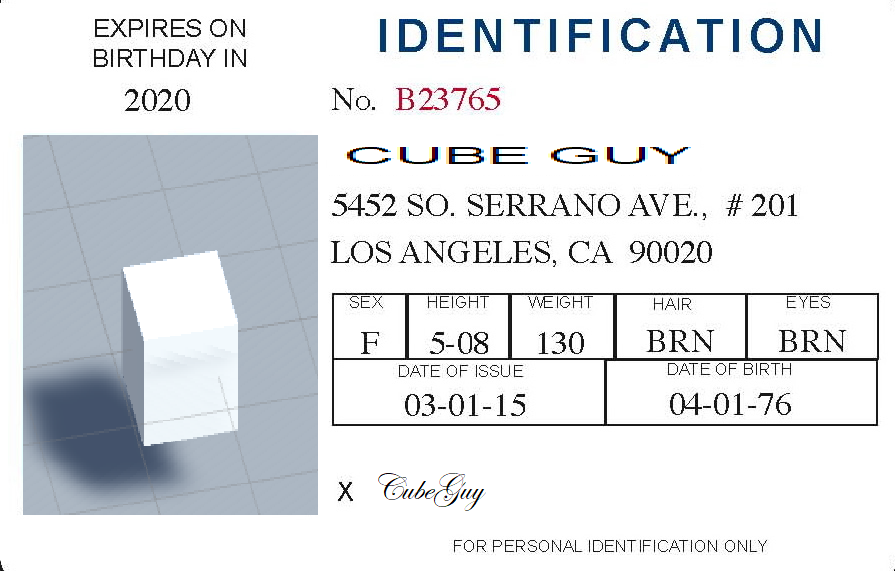 EXPIRES ON
BIRTHDAY IN
2020
IDENTIFICATION
No. B23765
CUBE GUY
5452 SO. SERRANO AVE., # 201
LOS ANGELES, CA 90020
SEX HEIGHT WEIGHT HAIR EYES
F 5-08 130 BRN BRN
DATE OF ISSUE DATE OF BIRTH
03-01-15 04-01-76
X CubeGuy
FOR PERSONAL IDENTIFICATION ONLY